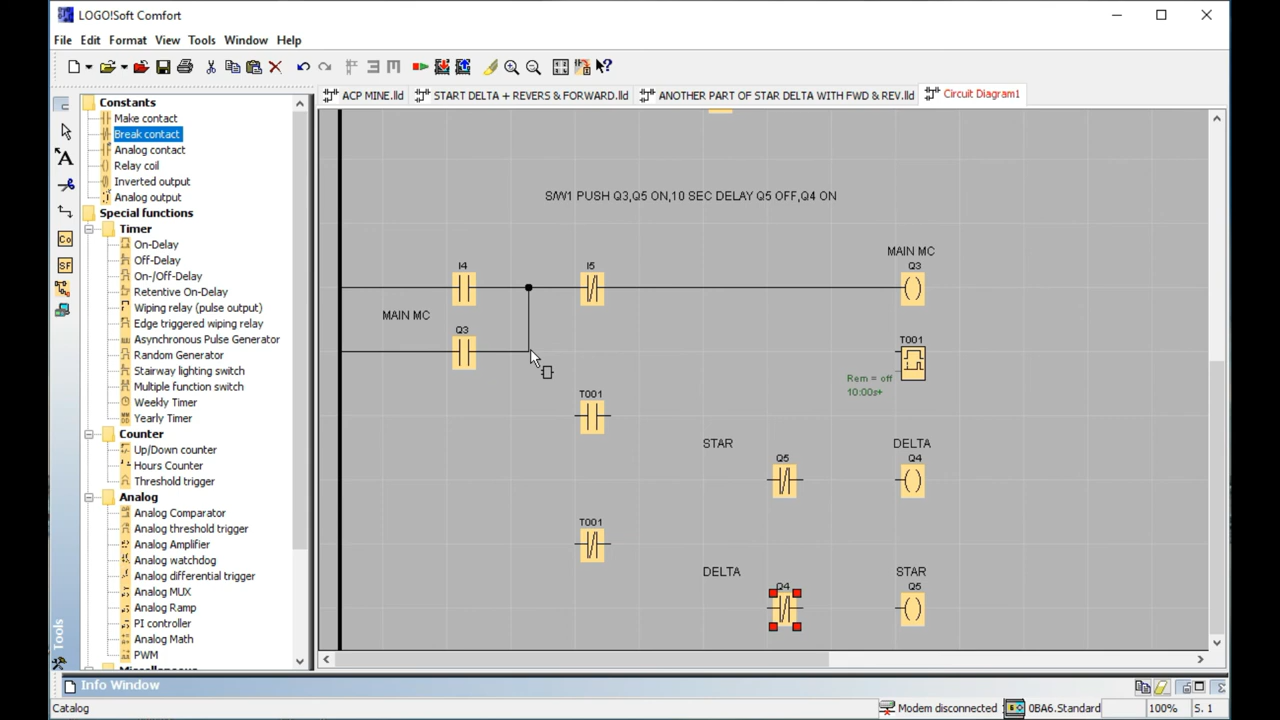 LOGO!Soft Comfort
File Edit Format View Tools Window Help
ACP MINE.lld START DELTA + REVERS & FORWARD.lld ANOTHER PART OF STAR DELTA WITH FWD & REV.lld Circuit Diagram1
Constants
Make contact
Break contact
Analog contact
Relay coil
Inverted output
Analog output
Special functions
Timer
On-Delay
Off-Delay
On-/Off-Delay
Retentive On-Delay
Wiping relay (pulse output)
Edge triggered wiping relay
Asynchronous Pulse Generator
Random Generator
Stairway lighting switch
Multiple function switch
Weekly Timer
Yearly Timer
Counter
Up/Down counter
Hours Counter
Threshold trigger
Analog
Analog Comparator
Analog threshold trigger
Analog Amplifier
Analog watchdog
Analog differential trigger
Analog MUX
Analog Ramp
PI controller
Analog Math
PWM
A
Co
SF
Tools
S/W1 PUSH Q3,Q5 ON,10 SEC DELAY Q5 OFF,Q4 ON
MAIN MC
I4 I5 Q3
MAIN MC
Q3
T001
Rem = off
10:00s+
T001
STAR DELTA
Q5 Q4
T001
DELTA STAR
Q4 Q5
Info Window
Catalog Modem disconnected 0BA6.Standard 100% S. 1